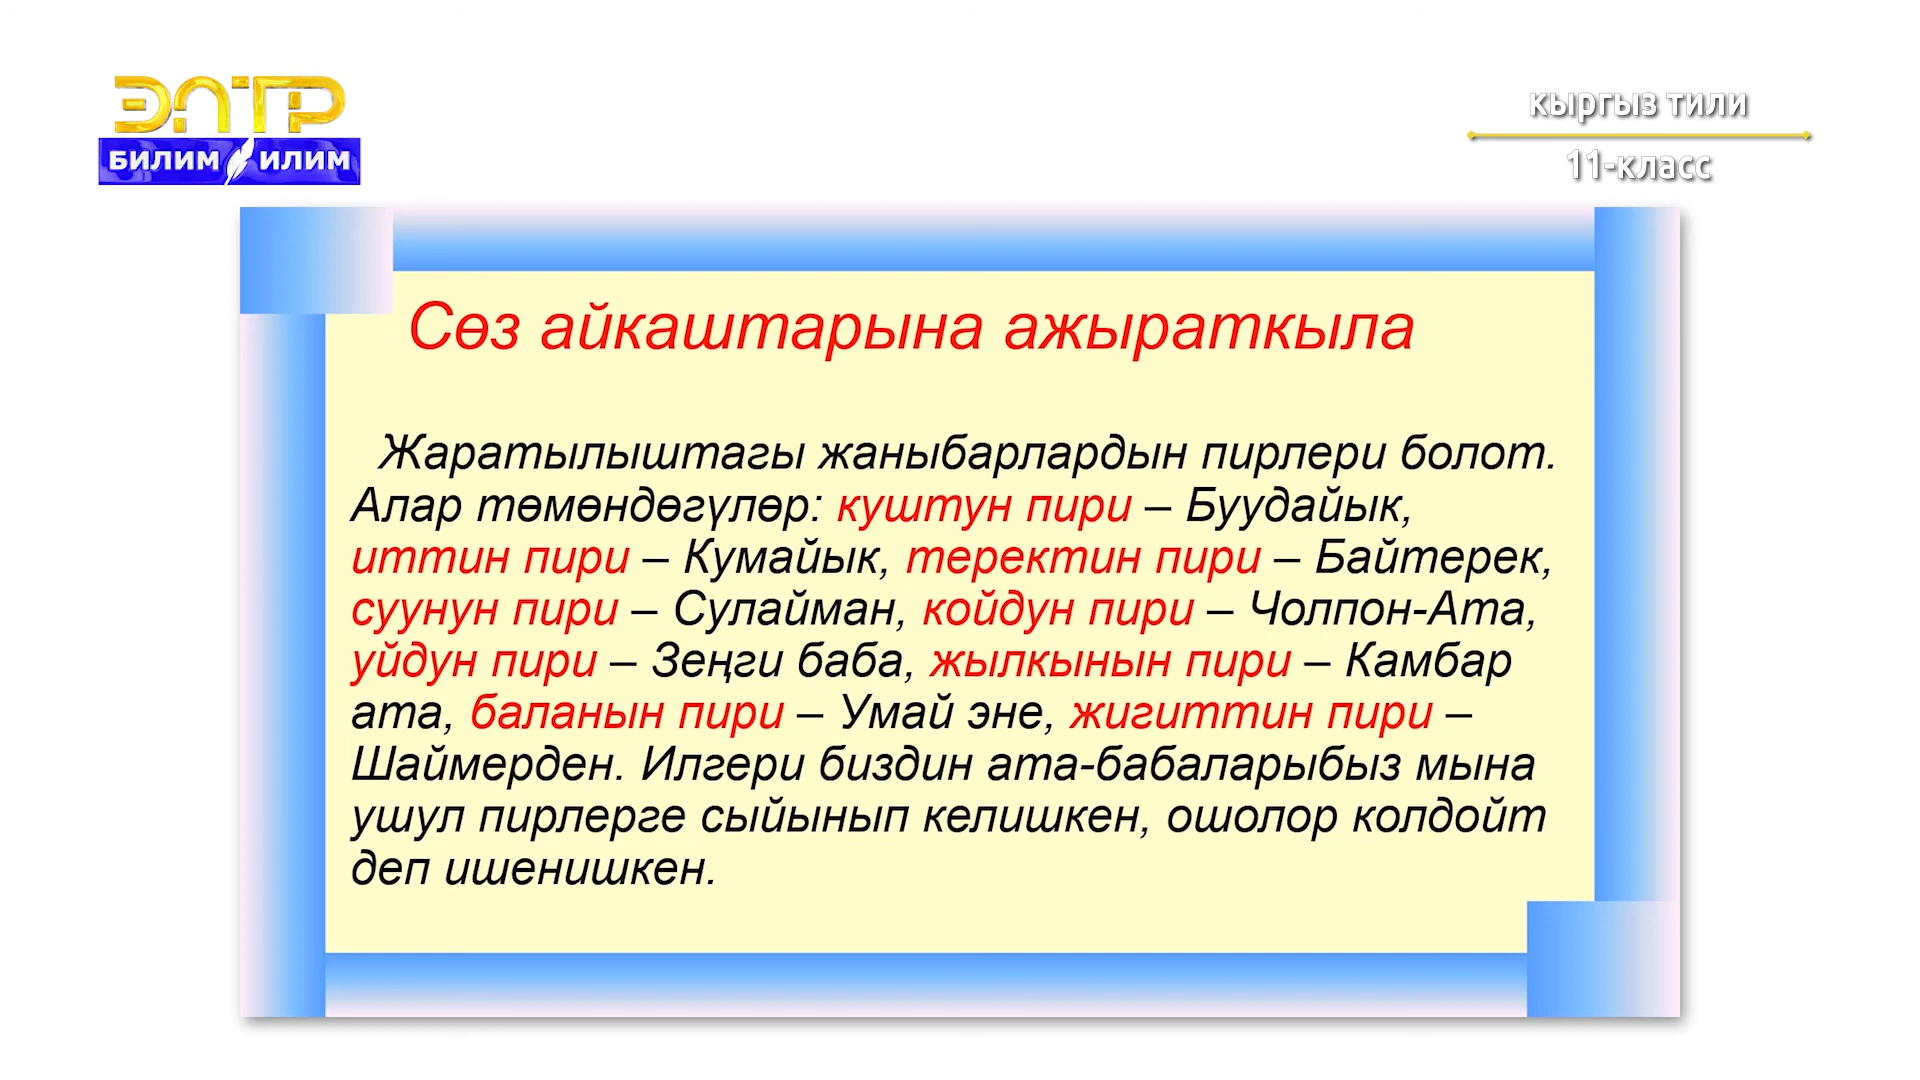 ЭЛТР
БИЛИМ ИЛИМ
кыргыз тили
11-класс
Сөз айкаштарына ажыраткыла
Жаратылыштагы жаныбарлардын пирлери болот.
Алар төмөндөгүлөр: куштун пири – Буудайык,
иттин пири – Кумайык, теректин пири – Байтерек,
суунун пири – Сулайман, койдун пири – Чолпон-Ата,
уйдун пири – Зеңги баба, жылкынын пири – Камбар
ата, баланын пири – Умай эне, жигиттин пири –
Шаймерден. Илгери биздин ата-бабаларыбыз мына
ушул пирлерге сыйынып келишкен, ошолор колдойт
деп ишенишкен.